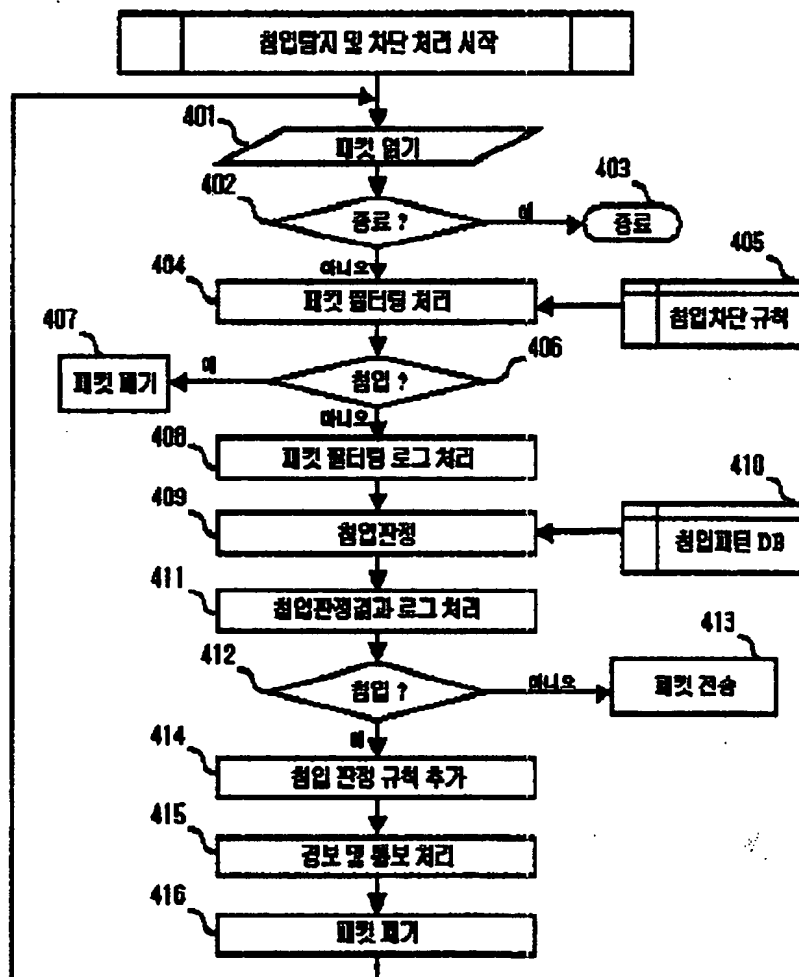 침입탐지 및 차단 처리 시작
401
패킷 읽기
402
종료 ?
예
403
종료
아니오
404
패킷 필터링 처리
405
침입차단 규칙
406
침입 ?
예
407
패킷 폐기
아니오
408
패킷 필터링 로그 처리
409
침입판정
410
침입패턴 DB
411
침입판정결과 로그 처리
412
침입 ?
아니오
413
패킷 전송
예
414
침입 판정 규칙 추가
415
경보 및 통보 처리
416
패킷 폐기